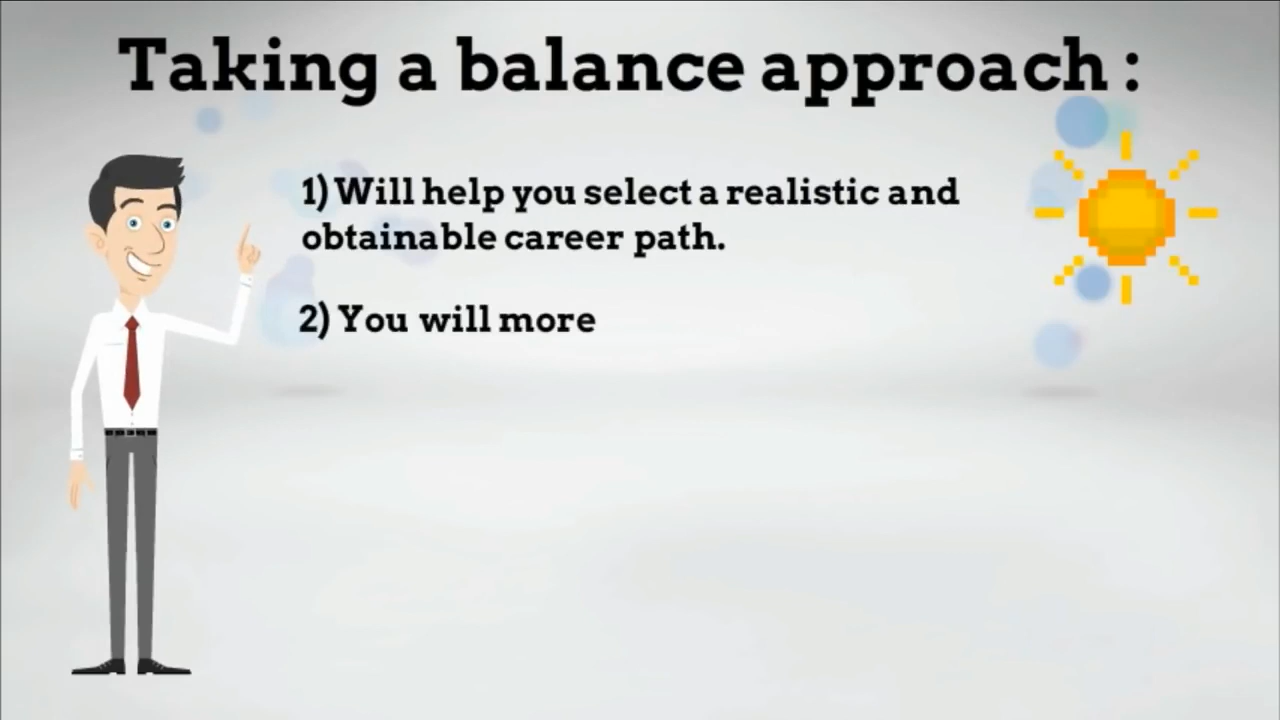 Taking a balance approach :
1) Will help you select a realistic and
obtainable career path.
2) You will more